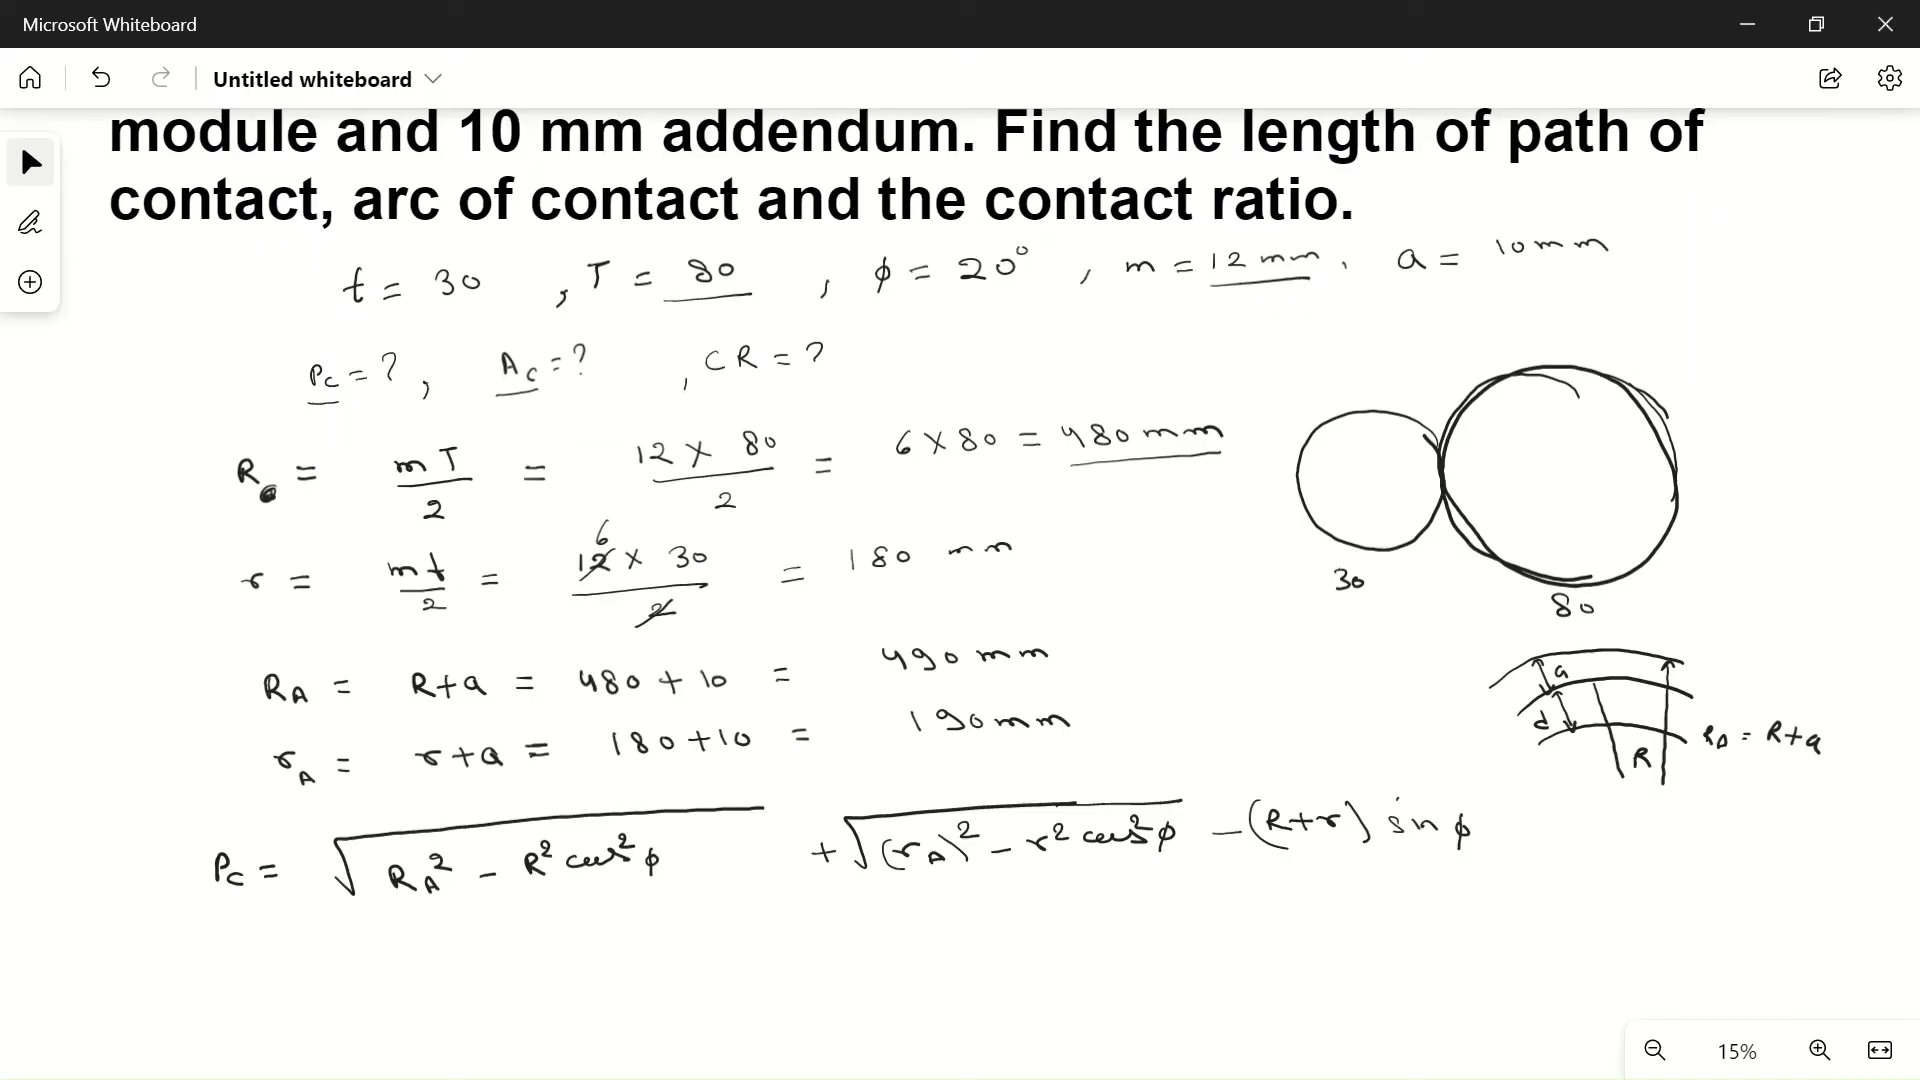 Microsoft Whiteboard
Untitled whiteboard
module and 10 mm addendum. Find the length of path of
contact, arc of contact and the contact ratio.
t = 30 , T = 80 , ϕ = 20° , m = 12 mm , a = 10 mm
Pc = ? , Ac = ? , CR = ?
R = mT/2 = 12 × 80/2 = 6 × 80 = 480 mm
r = mt/2 = 12 × 30/2 = 180 mm
6
30
80
RA = R+a = 480 + 10 = 490 mm
rA = r+a = 180+10 = 190 mm
a
d
R
RA = R+a
Pc = √(RA² - R² cos² ϕ) + √((rA)² - r² cos² ϕ) - (R+r) sin ϕ
15%